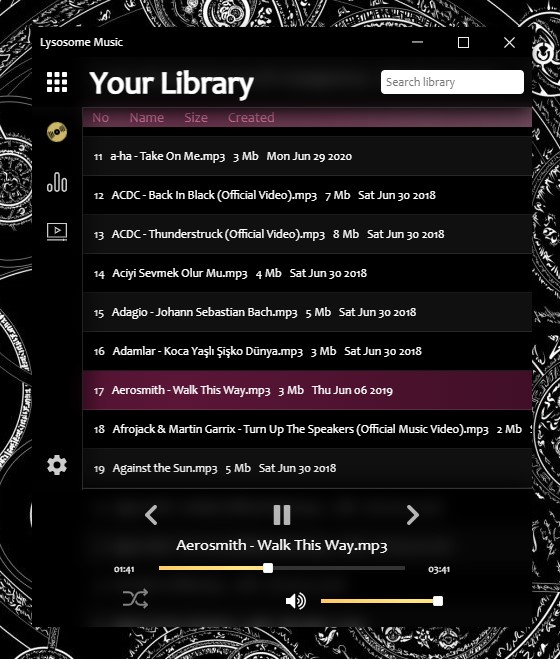 Lysosome Music
Your Library
Search library
No Name Size Created
11 a-ha - Take On Me.mp3 3 Mb Mon Jun 29 2020
12 ACDC - Back In Black (Official Video).mp3 7 Mb Sat Jun 30 2018
13 ACDC - Thunderstruck (Official Video).mp3 8 Mb Sat Jun 30 2018
14 Aciyi Sevmek Olur Mu.mp3 4 Mb Sat Jun 30 2018
15 Adagio - Johann Sebastian Bach.mp3 5 Mb Sat Jun 30 2018
16 Adamlar - Koca Yaşlı Şişko Dünya.mp3 3 Mb Sat Jun 30 2018
17 Aerosmith - Walk This Way.mp3 3 Mb Thu Jun 06 2019
18 Afrojack & Martin Garrix - Turn Up The Speakers (Official Music Video).mp3 2 Mb
19 Against the Sun.mp3 5 Mb Sat Jun 30 2018
Aerosmith - Walk This Way.mp3
01:41 03:41